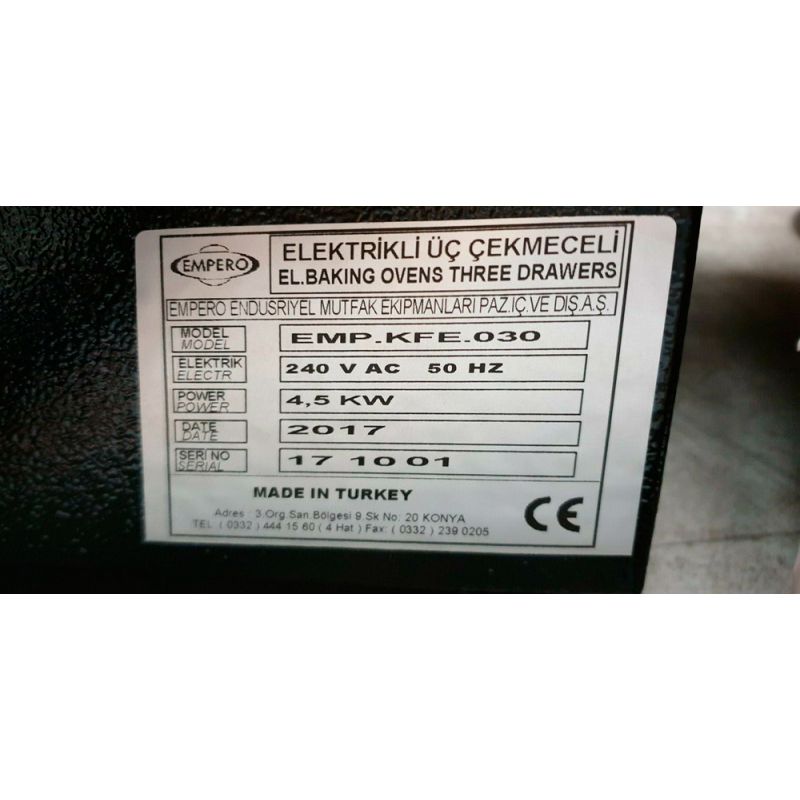 EMPERO
ELEKTRİKLİ ÜÇ ÇEKMECELİ
EL.BAKING OVENS THREE DRAWERS
EMPERO ENDUSRIYEL MUTFAK EKIPMANLARI PAZ.IÇ.VE DIŞ.A.Ş.
MODEL
MODEL
EMP.KFE.030
ELEKTRIK
ELECTR
240 V AC 50 HZ
POWER
POWER
4,5 KW
DATE
DATE
2017
SERI NO
SERIAL
17 10 01
MADE IN TURKEY
Adres : 3.Org.San.Bölgesi 9.Sk No: 20 KONYA
TEL ( 0332 ) 444 15 60 ( 4 Hat ) Fax: ( 0332 ) 239 0205
CE